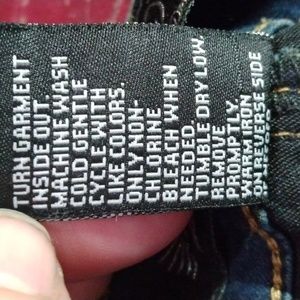 TURN GARMENT
INSIDE OUT.
MACHINE WASH
COLD GENTLE
CYCLE WITH
LIKE COLORS.
ONLY NON-
CHLORINE
BLEACH WHEN
NEEDED.
TUMBLE DRY LOW.
REMOVE
PROMPTLY.
WARM IRON
ON REVERSE SIDE